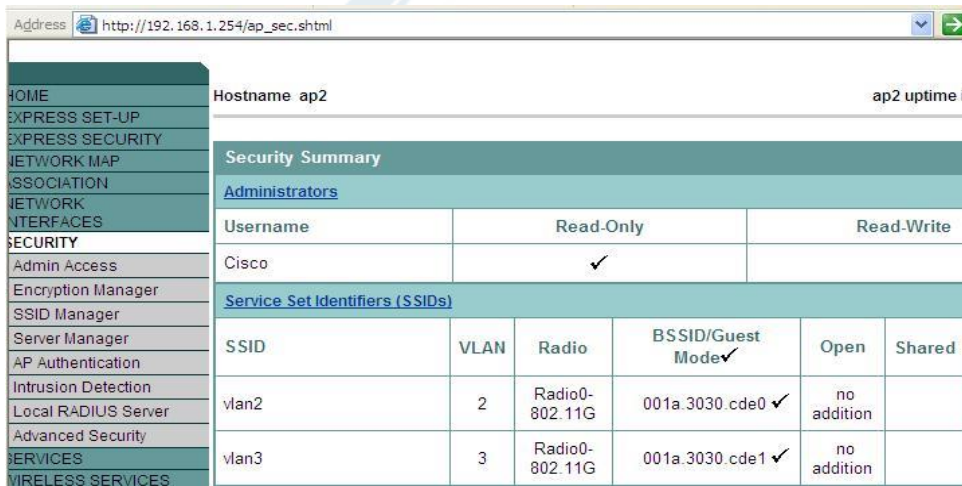 Address http://192.168.1.254/ap_sec.shtml
HOME
EXPRESS SET-UP
EXPRESS SECURITY
NETWORK MAP
ASSOCIATION
NETWORK
INTERFACES
SECURITY
Admin Access
Encryption Manager
SSID Manager
Server Manager
AP Authentication
Intrusion Detection
Local RADIUS Server
Advanced Security
SERVICES
WIRELESS SERVICES
Hostname ap2
ap2 uptime
Security Summary
Administrators
Username Read-Only Read-Write
Cisco ✓
Service Set Identifiers (SSIDs)
SSID VLAN Radio BSSID/Guest Mode✓ Open Shared
vlan2 2 Radio0-802.11G 001a.3030.cde0 ✓ no addition
vlan3 3 Radio0-802.11G 001a.3030.cde1 ✓ no addition